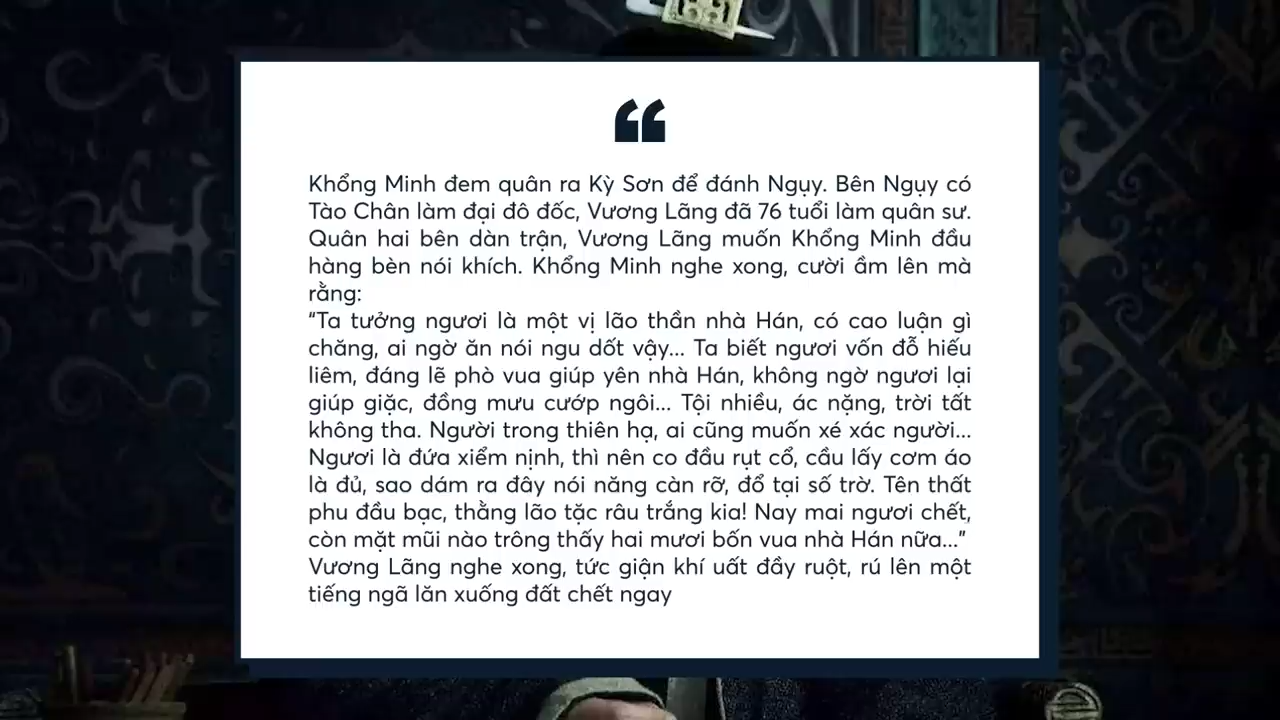 “
Khổng Minh đem quân ra Kỳ Sơn để đánh Ngụy. Bên Ngụy có
Tào Chân làm đại đô đốc, Vương Lãng đã 76 tuổi làm quân sư.
Quân hai bên dàn trận, Vương Lãng muốn Khổng Minh đầu
hàng bèn nói khích. Khổng Minh nghe xong, cười ầm lên mà
rằng:
“Ta tưởng ngươi là một vị lão thần nhà Hán, có cao luận gì
chăng, ai ngờ ăn nói ngu dốt vậy... Ta biết ngươi vốn đỗ hiếu
liêm, đáng lẽ phò vua giúp yên nhà Hán, không ngờ ngươi lại
giúp giặc, đồng mưu cướp ngôi... Tội nhiều, ác nặng, trời tất
không tha. Người trong thiên hạ, ai cũng muốn xé xác người...
Ngươi là đứa xiểm nịnh, thì nên co đầu rụt cổ, cầu lấy cơm áo
là đủ, sao dám ra đây nói năng càn rỡ, đổ tại số trờ. Tên thất
phu đầu bạc, thằng lão tặc râu trắng kia! Nay mai ngươi chết,
còn mặt mũi nào trông thấy hai mươi bốn vua nhà Hán nữa...”
Vương Lãng nghe xong, tức giận khí uất đầy ruột, rú lên một
tiếng ngã lăn xuống đất chết ngay